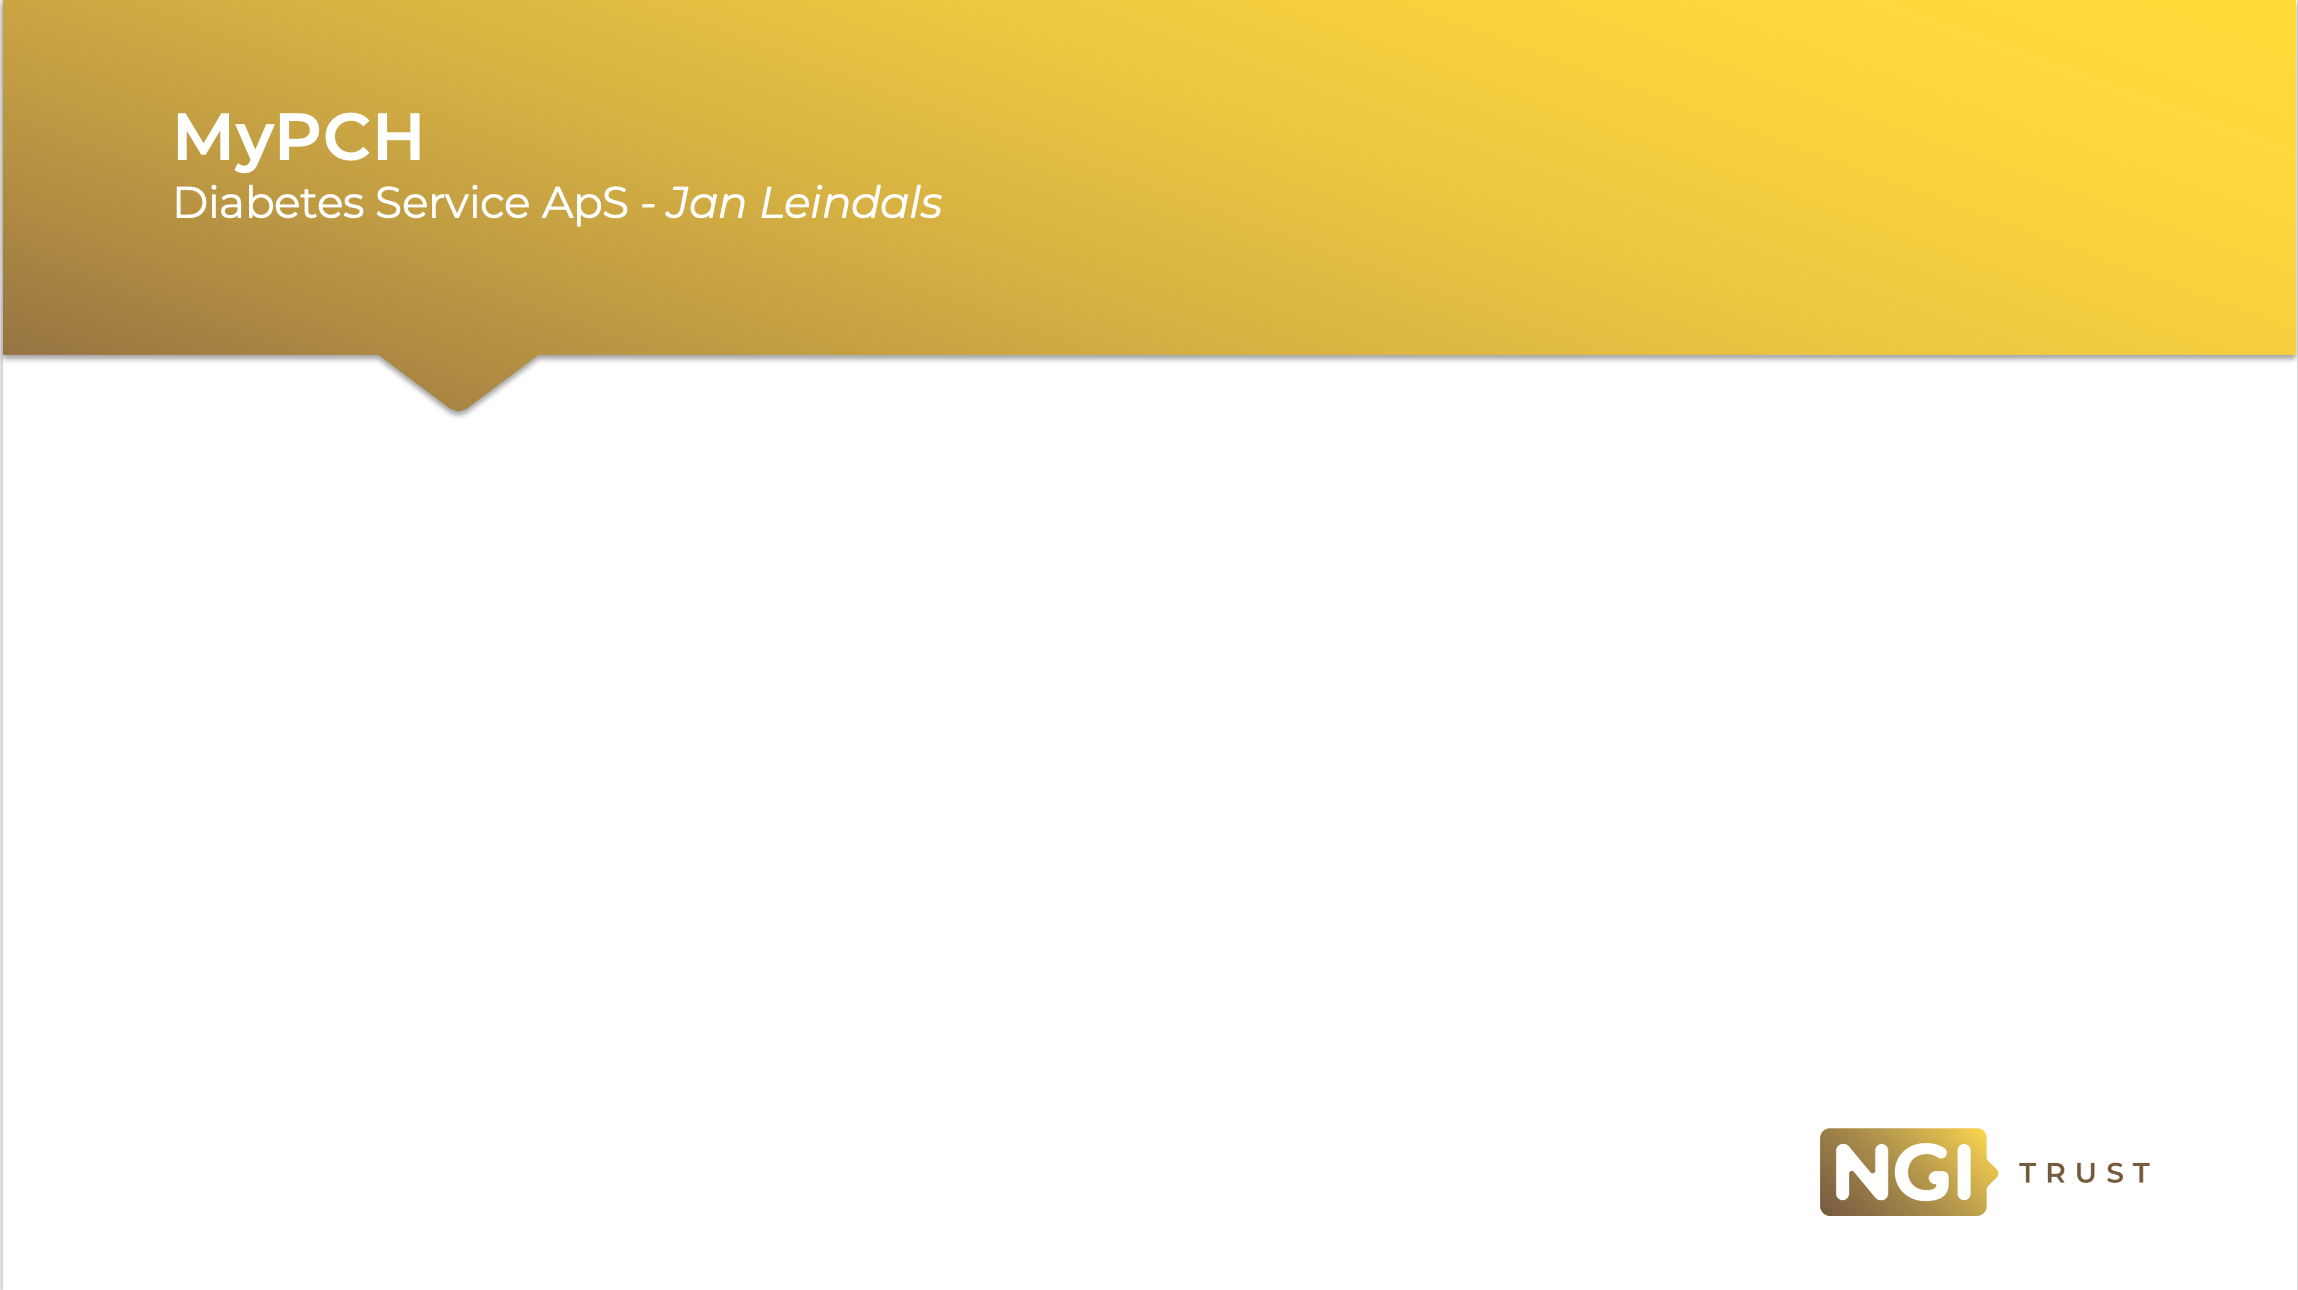 MyPCH
Diabetes Service ApS - Jan Leindals
NGI TRUST